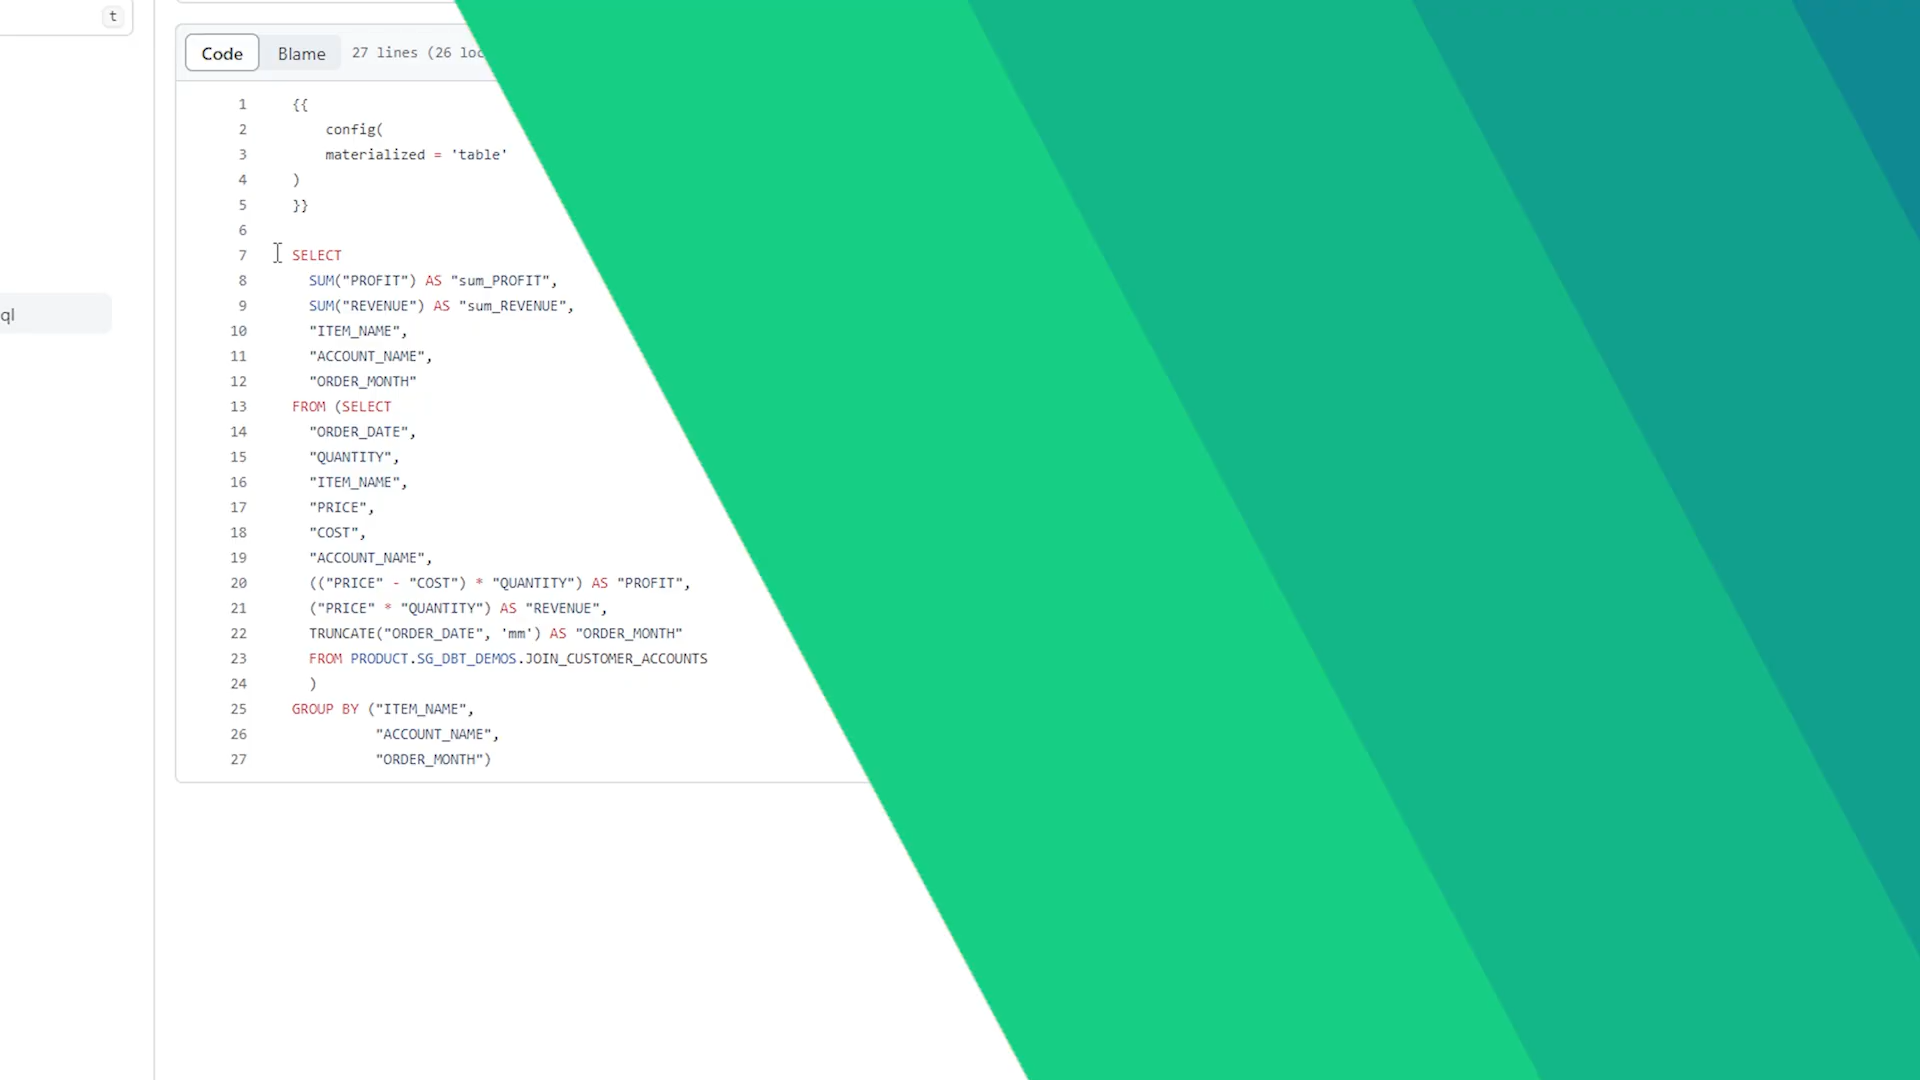 t
Code Blame 27 lines (26 loc
ql
1 {{
2 config(
3 materialized = 'table'
4 )
5 }}
6
7 SELECT
8 SUM("PROFIT") AS "sum_PROFIT",
9 SUM("REVENUE") AS "sum_REVENUE",
10 "ITEM_NAME",
11 "ACCOUNT_NAME",
12 "ORDER_MONTH"
13 FROM (SELECT
14 "ORDER_DATE",
15 "QUANTITY",
16 "ITEM_NAME",
17 "PRICE",
18 "COST",
19 "ACCOUNT_NAME",
20 (("PRICE" - "COST") * "QUANTITY") AS "PROFIT",
21 ("PRICE" * "QUANTITY") AS "REVENUE",
22 TRUNCATE("ORDER_DATE", 'mm') AS "ORDER_MONTH"
23 FROM PRODUCT.SG_DBT_DEMOS.JOIN_CUSTOMER_ACCOUNTS
24 )
25 GROUP BY ("ITEM_NAME",
26 "ACCOUNT_NAME",
27 "ORDER_MONTH")